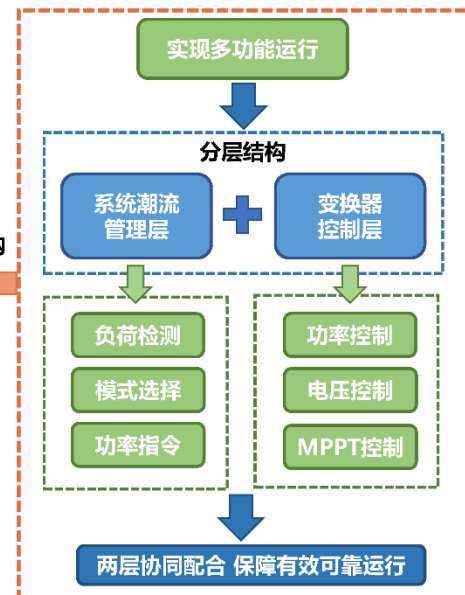 实现多功能运行
分层结构
系统潮流
管理层
变换器
控制层
负荷检测
模式选择
功率指令
功率控制
电压控制
MPPT控制
两层协同配合 保障有效可靠运行